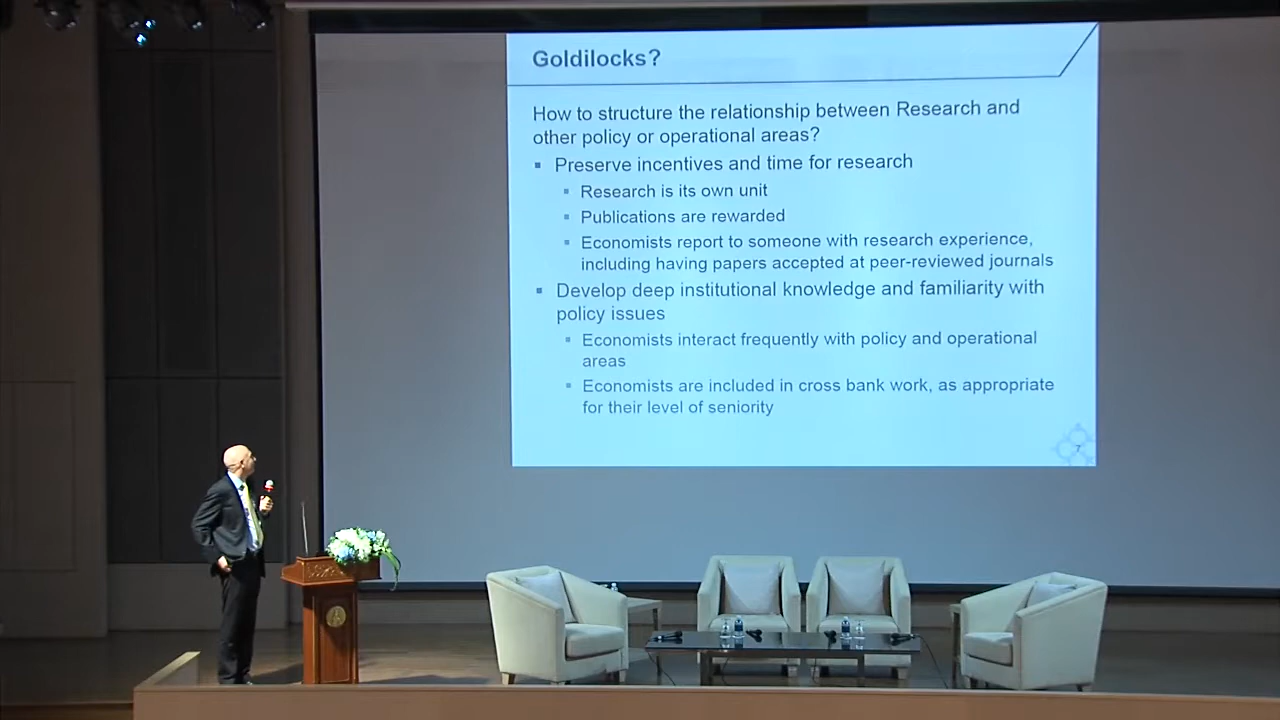 Goldilocks?
How to structure the relationship between Research and
other policy or operational areas?
Preserve incentives and time for research
Research is its own unit
Publications are rewarded
Economists report to someone with research experience,
including having papers accepted at peer-reviewed journals
Develop deep institutional knowledge and familiarity with
policy issues
Economists interact frequently with policy and operational
areas
Economists are included in cross bank work, as appropriate
for their level of seniority
7